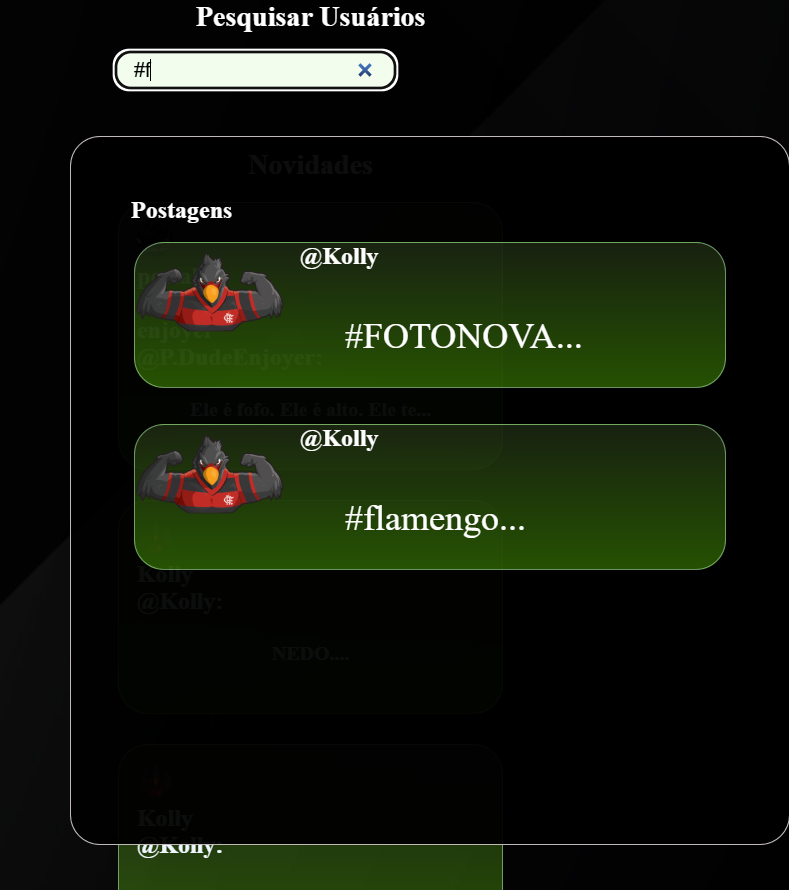 Pesquisar Usuários
#f
Novidades
Postagens
@Kolly
#FOTONOVA...
enjoyer
@P.DudeEnjoyer:
Ele é fofo. Ele é alto. Ele te...
@Kolly
#flamengo...
Kolly
@Kolly:
NEDO....
Kolly
@Kolly: